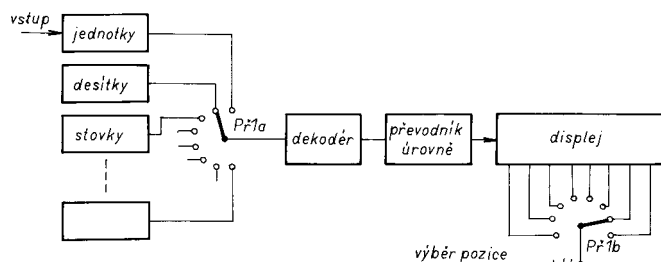 vstup
jednotky
desítky
stovky
Př1a
dekodér
převodník
úrovně
displej
Př1b
výběr pozice